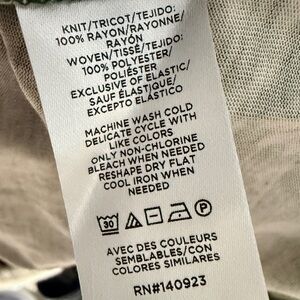 KNIT/TRICOT/TEJIDO:
100% RAYON/RAYONNE/
RAYÓN
WOVEN/TISSÉ/TEJIDO:
100% POLYESTER/
POLIÉSTER
EXCLUSIVE OF ELASTIC/
SAUF ÉLASTIQUE/
EXCEPTO ELÁSTICO
MACHINE WASH COLD
DELICATE CYCLE WITH
LIKE COLORS
ONLY NON-CHLORINE
BLEACH WHEN NEEDED
RESHAPE DRY FLAT
COOL IRON WHEN
NEEDED
30 P
AVEC DES COULEURS
SEMBLABLES/CON
COLORES SIMILARES
RN#140923